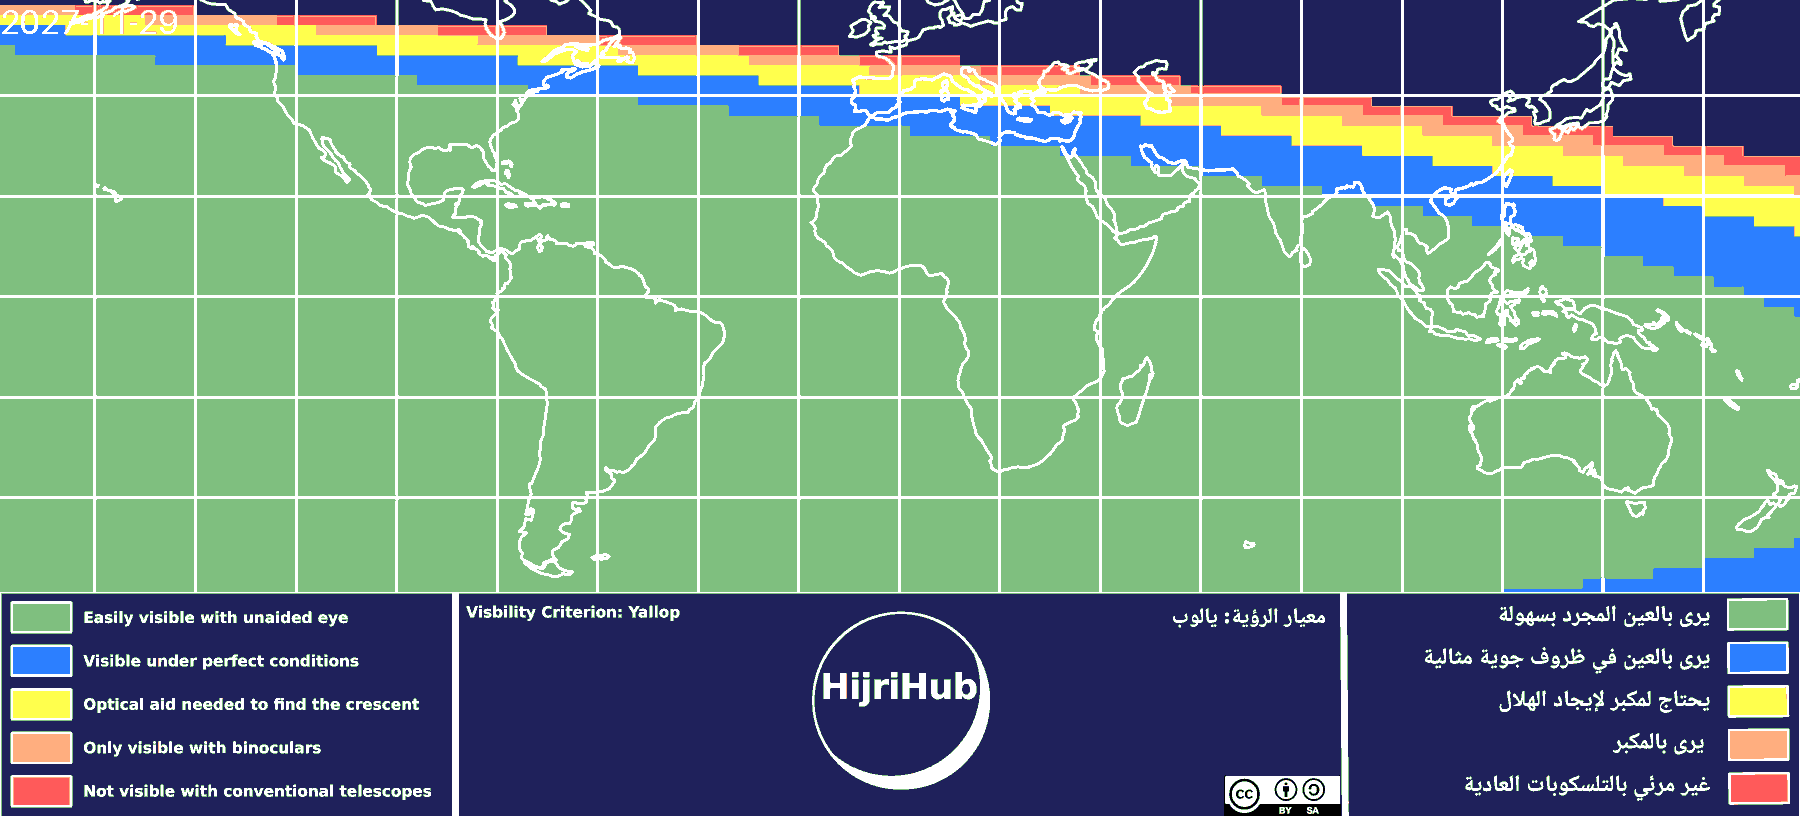 2027-11-29
Easily visible with unaided eye
Visible under perfect conditions
Optical aid needed to find the crescent
Only visible with binoculars
Not visible with conventional telescopes
Visbility Criterion: Yallop
معيار الرؤية: يالوب
HijriHub
cc
BY SA
يرى بالعين المجرد بسهولة
يرى بالعين في ظروف جوية مثالية
يحتاج لمكبر لإيجاد الهلال
يرى بالمكبر
غير مرئي بالتلسكوبات العادية